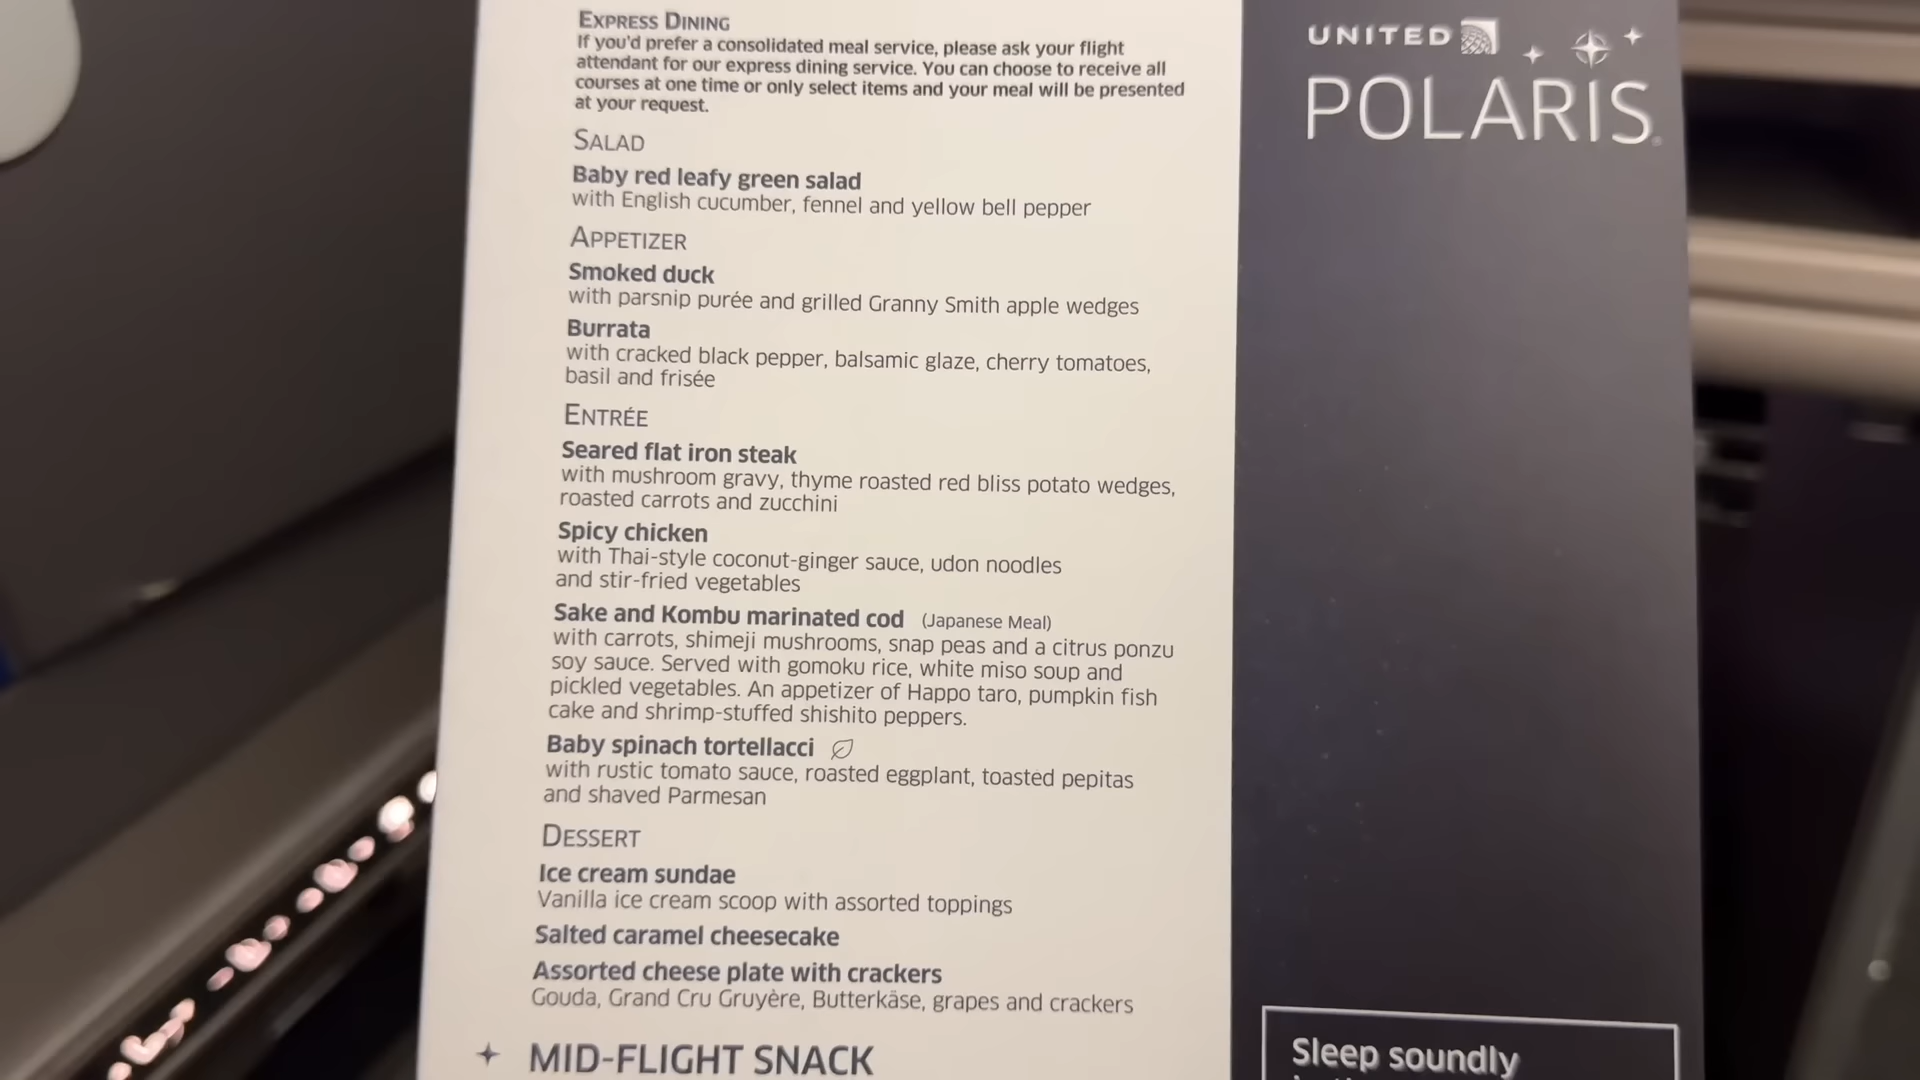 EXPRESS DINING
If you'd prefer a consolidated meal service, please ask your flight
attendant for our express dining service. You can choose to receive all
courses at one time or only select items and your meal will be presented
at your request.
SALAD
Baby red leafy green salad
with English cucumber, fennel and yellow bell pepper
APPETIZER
Smoked duck
with parsnip purée and grilled Granny Smith apple wedges
Burrata
with cracked black pepper, balsamic glaze, cherry tomatoes,
basil and frisée
ENTRÉE
Seared flat iron steak
with mushroom gravy, thyme roasted red bliss potato wedges,
roasted carrots and zucchini
Spicy chicken
with Thai-style coconut-ginger sauce, udon noodles
and stir-fried vegetables
Sake and Kombu marinated cod (Japanese Meal)
with carrots, shimeji mushrooms, snap peas and a citrus ponzu
soy sauce. Served with gomoku rice, white miso soup and
pickled vegetables. An appetizer of Happo taro, pumpkin fish
cake and shrimp-stuffed shishito peppers.
Baby spinach tortellacci
with rustic tomato sauce, roasted eggplant, toasted pepitas
and shaved Parmesan
DESSERT
Ice cream sundae
Vanilla ice cream scoop with assorted toppings
Salted caramel cheesecake
Assorted cheese plate with crackers
Gouda, Grand Cru Gruyère, Butterkäse, grapes and crackers
MID-FLIGHT SNACK
UNITED
POLARIS®
Sleep soundly